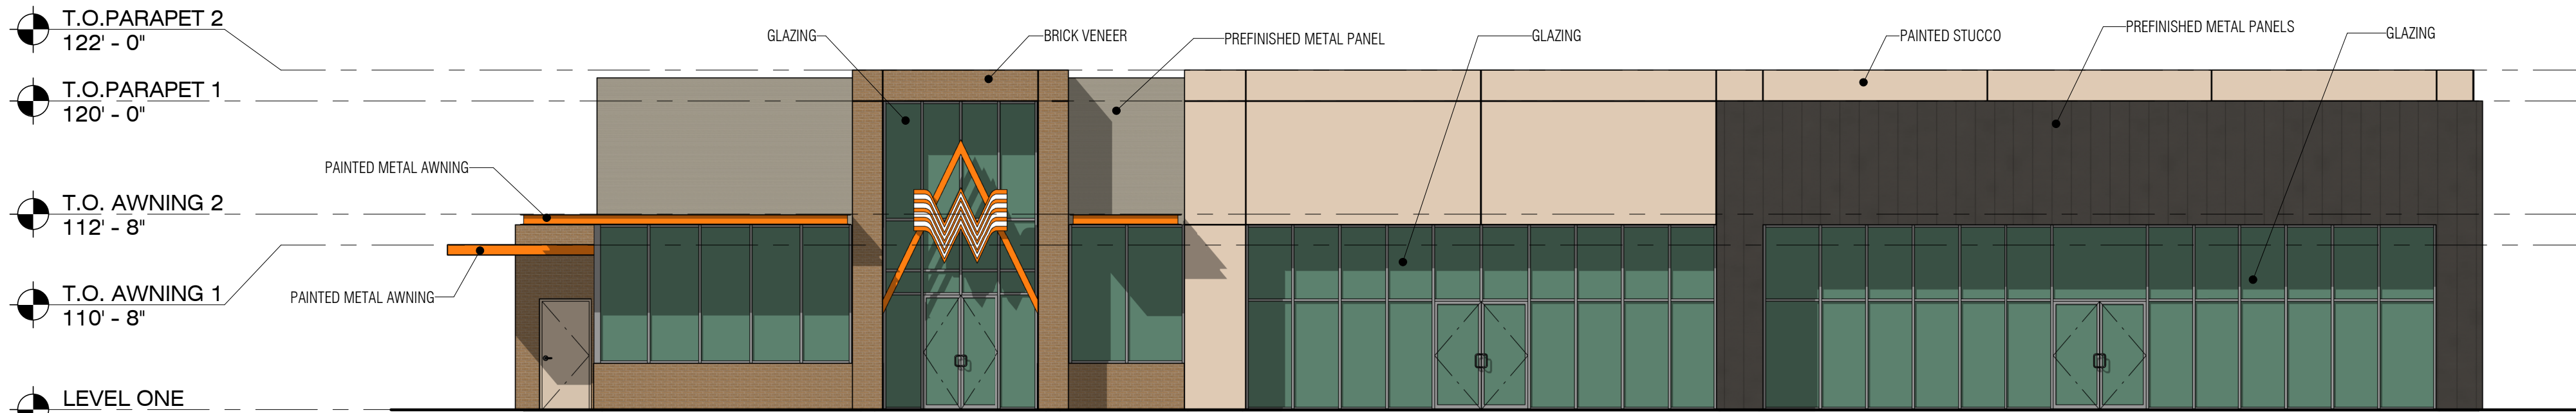 T.O.PARAPET 2
122' - 0"
T.O.PARAPET 1
120' - 0"
T.O. AWNING 2
112' - 8"
T.O. AWNING 1
110' - 8"
LEVEL ONE
PAINTED METAL AWNING
PAINTED METAL AWNING
GLAZING
BRICK VENEER
PREFINISHED METAL PANEL
GLAZING
PAINTED STUCCO
PREFINISHED METAL PANELS
GLAZING